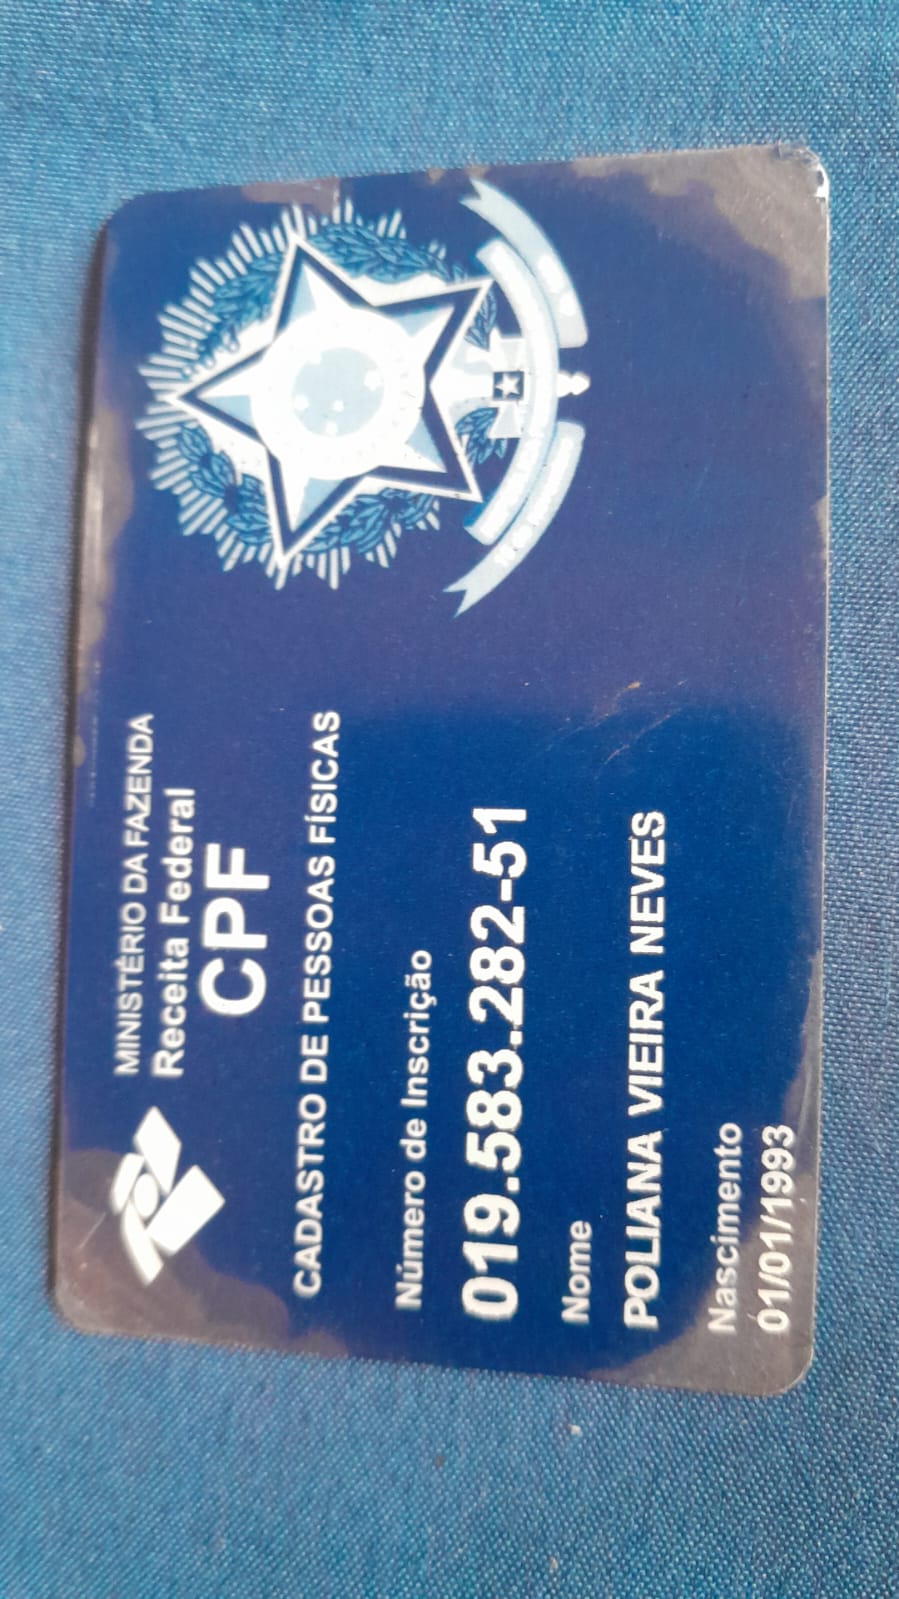 MINISTÉRIO DA FAZENDA
Receita Federal
CPF
CADASTRO DE PESSOAS FÍSICAS
Número de Inscrição
019.583.282-51
Nome
POLIANA VIEIRA NEVES
Nascimento
01/01/1993